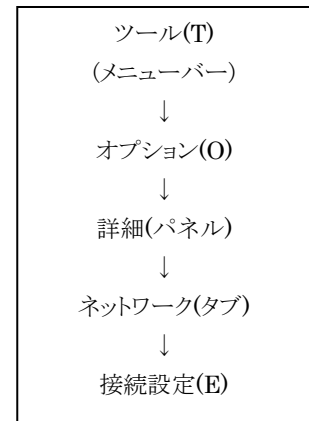 ツール(T)
(メニューバー)
↓
オプション(O)
↓
詳細(パネル)
↓
ネットワーク(タブ)
↓
接続設定(E)